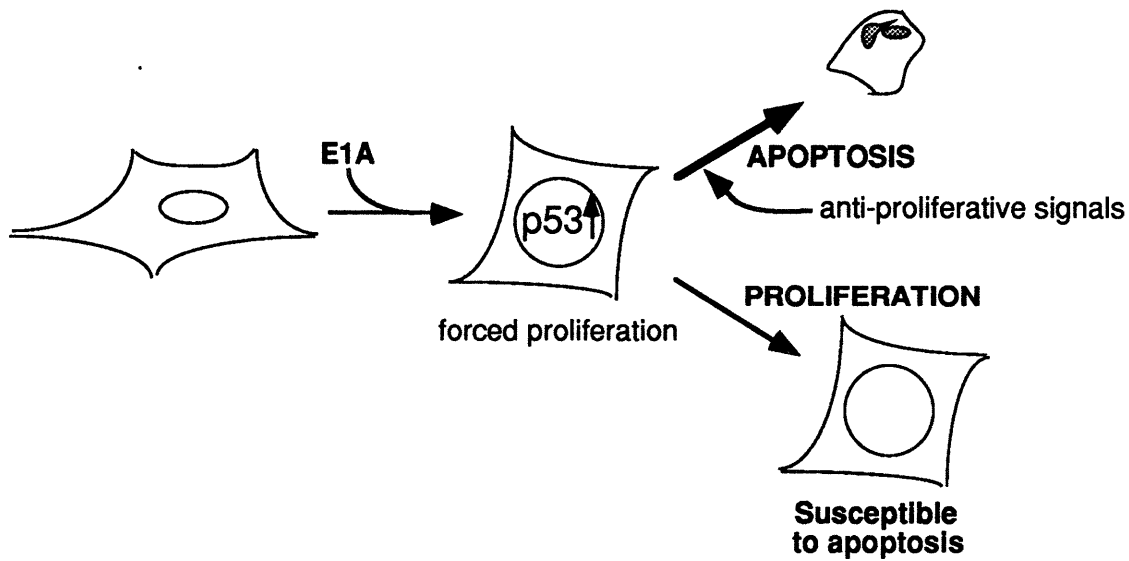 E1A
p53
forced proliferation
APOPTOSIS
anti-proliferative signals
PROLIFERATION
Susceptible
to apoptosis